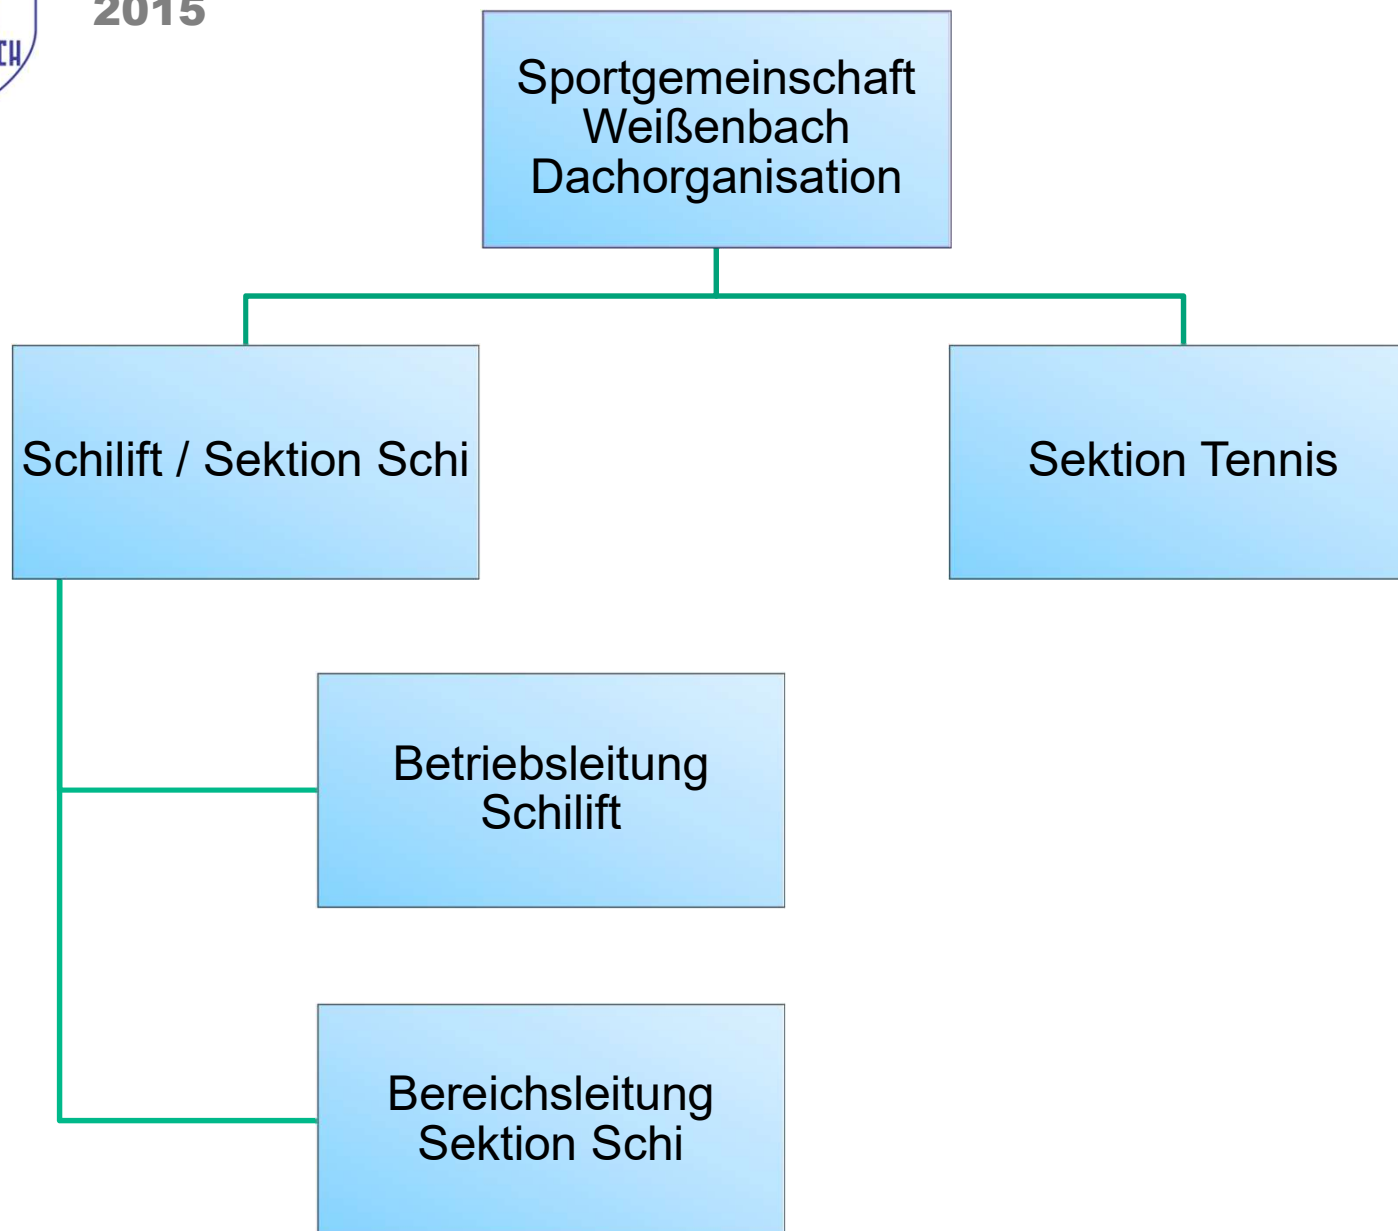 2015
Sportgemeinschaft
Weißenbach
Dachorganisation
Schilift / Sektion Schi
Sektion Tennis
Betriebsleitung
Schilift
Bereichsleitung
Sektion Schi